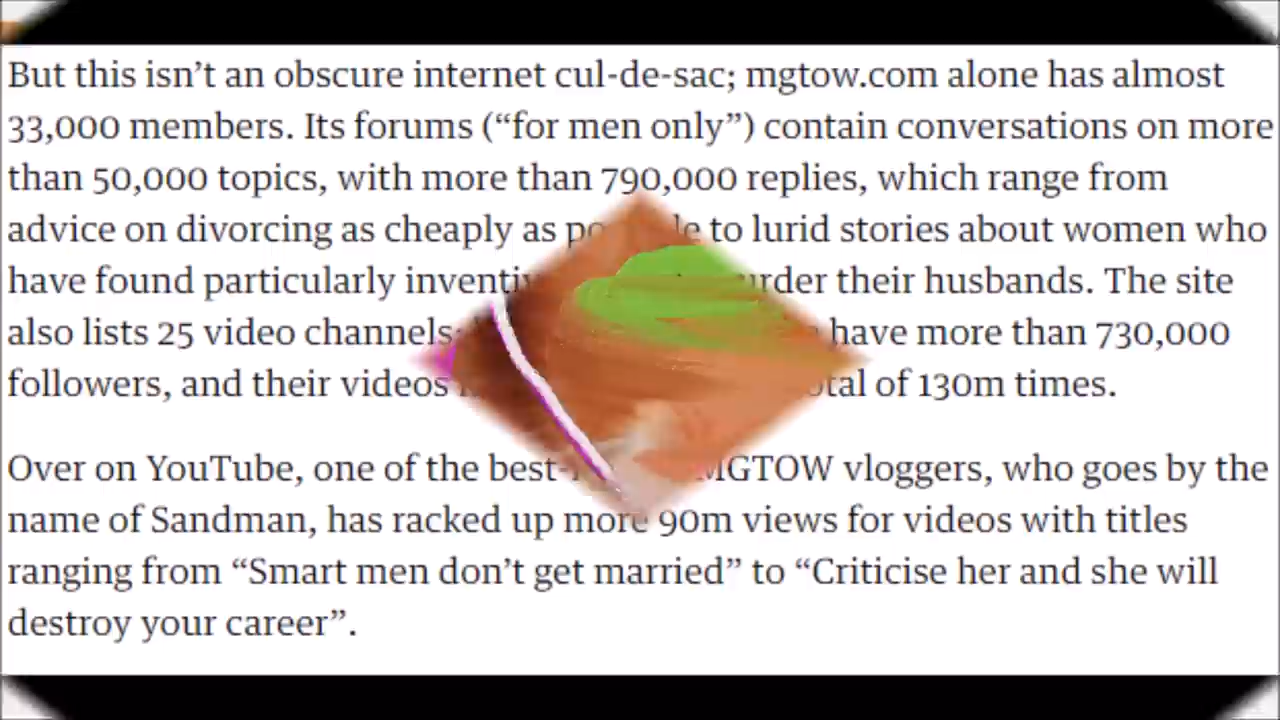 But this isn’t an obscure internet cul-de-sac; mgtow.com alone has almost
33,000 members. Its forums (“for men only”) contain conversations on more
than 50,000 topics, with more than 790,000 replies, which range from
advice on divorcing as cheaply as to lurid stories about women who
have found particularly their husbands. The site
also lists 25 video channels have more than 730,000
followers, and their videos of 130m times.
Over on YouTube, one of the MGTOW vloggers, who goes by the
name of Sandman, has racked up more 90m views for videos with titles
ranging from “Smart men don’t get married” to “Criticise her and she will
destroy your career”.